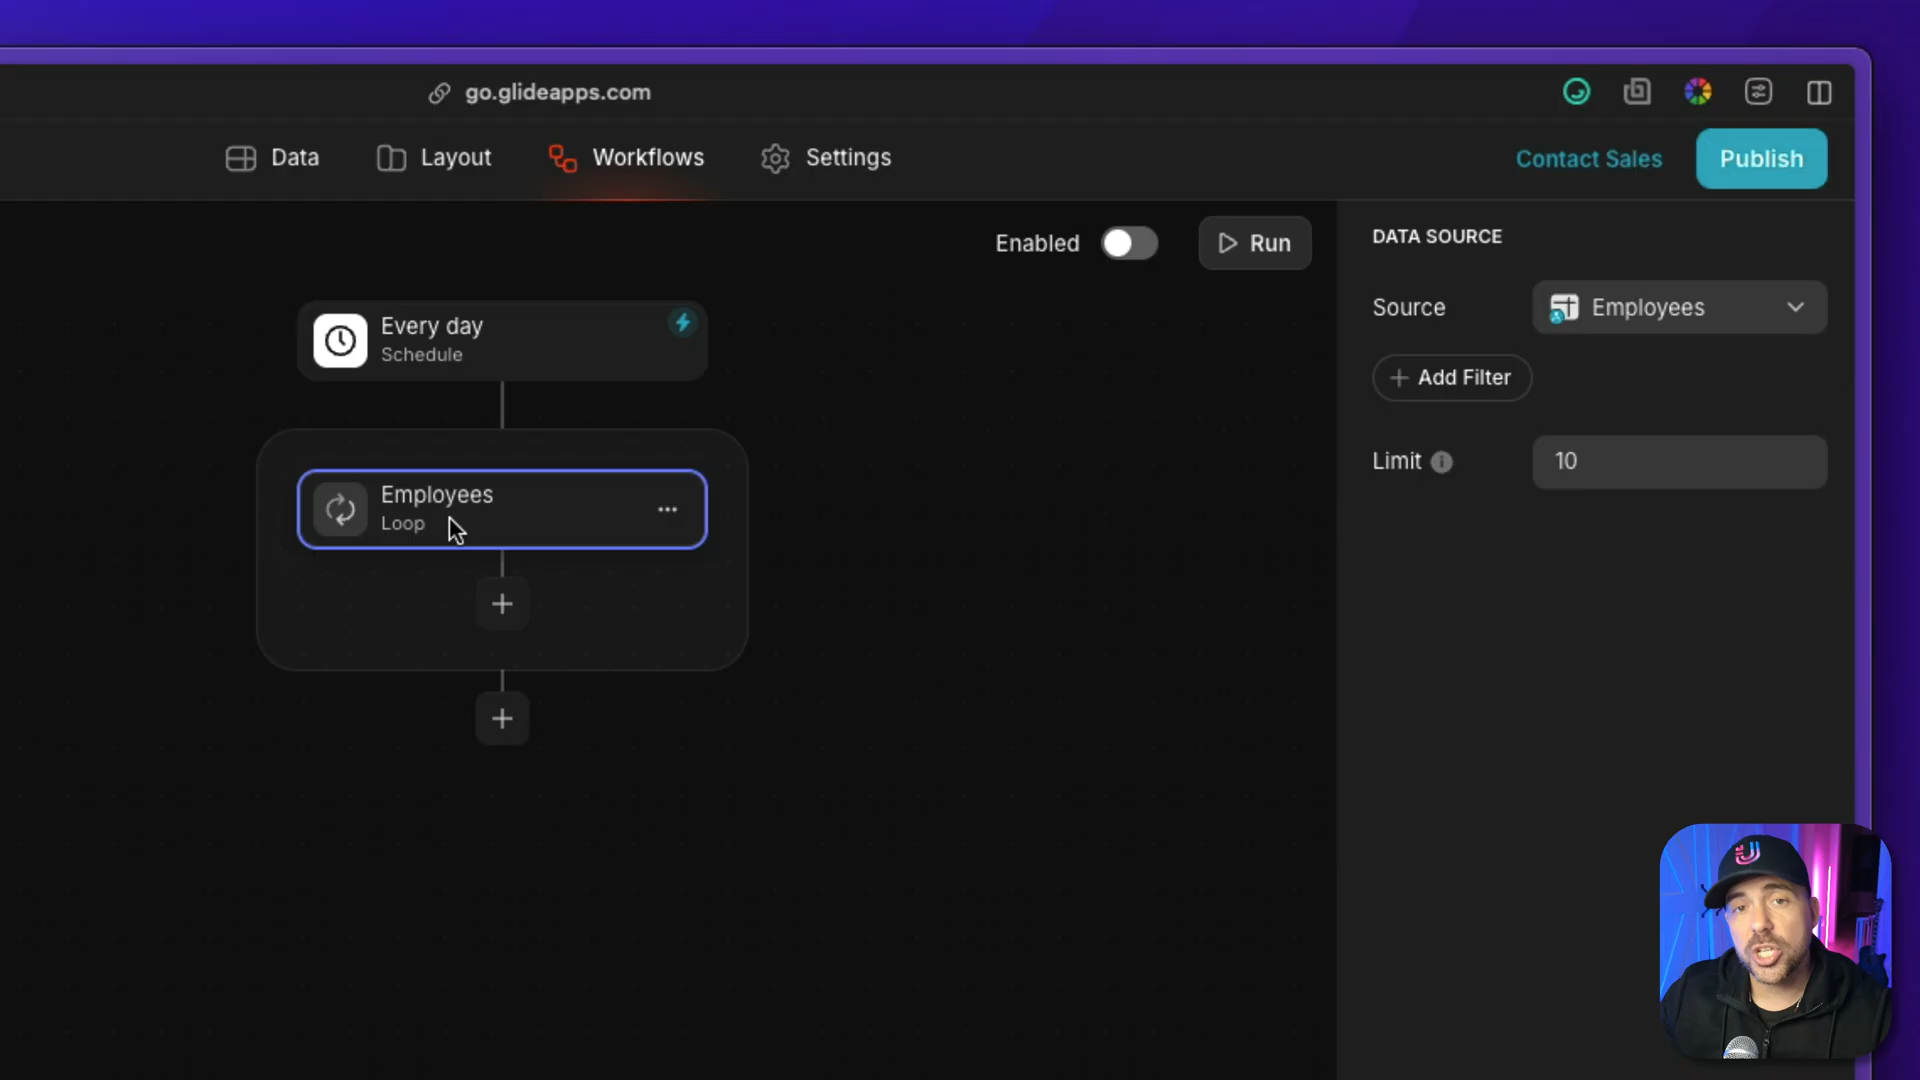 go.glideapps.com
Data
Layout
Workflows
Settings
Contact Sales
Publish
Enabled
Run
DATA SOURCE
Source
Employees
Add Filter
Limit
10
Every day
Schedule
Employees
Loop